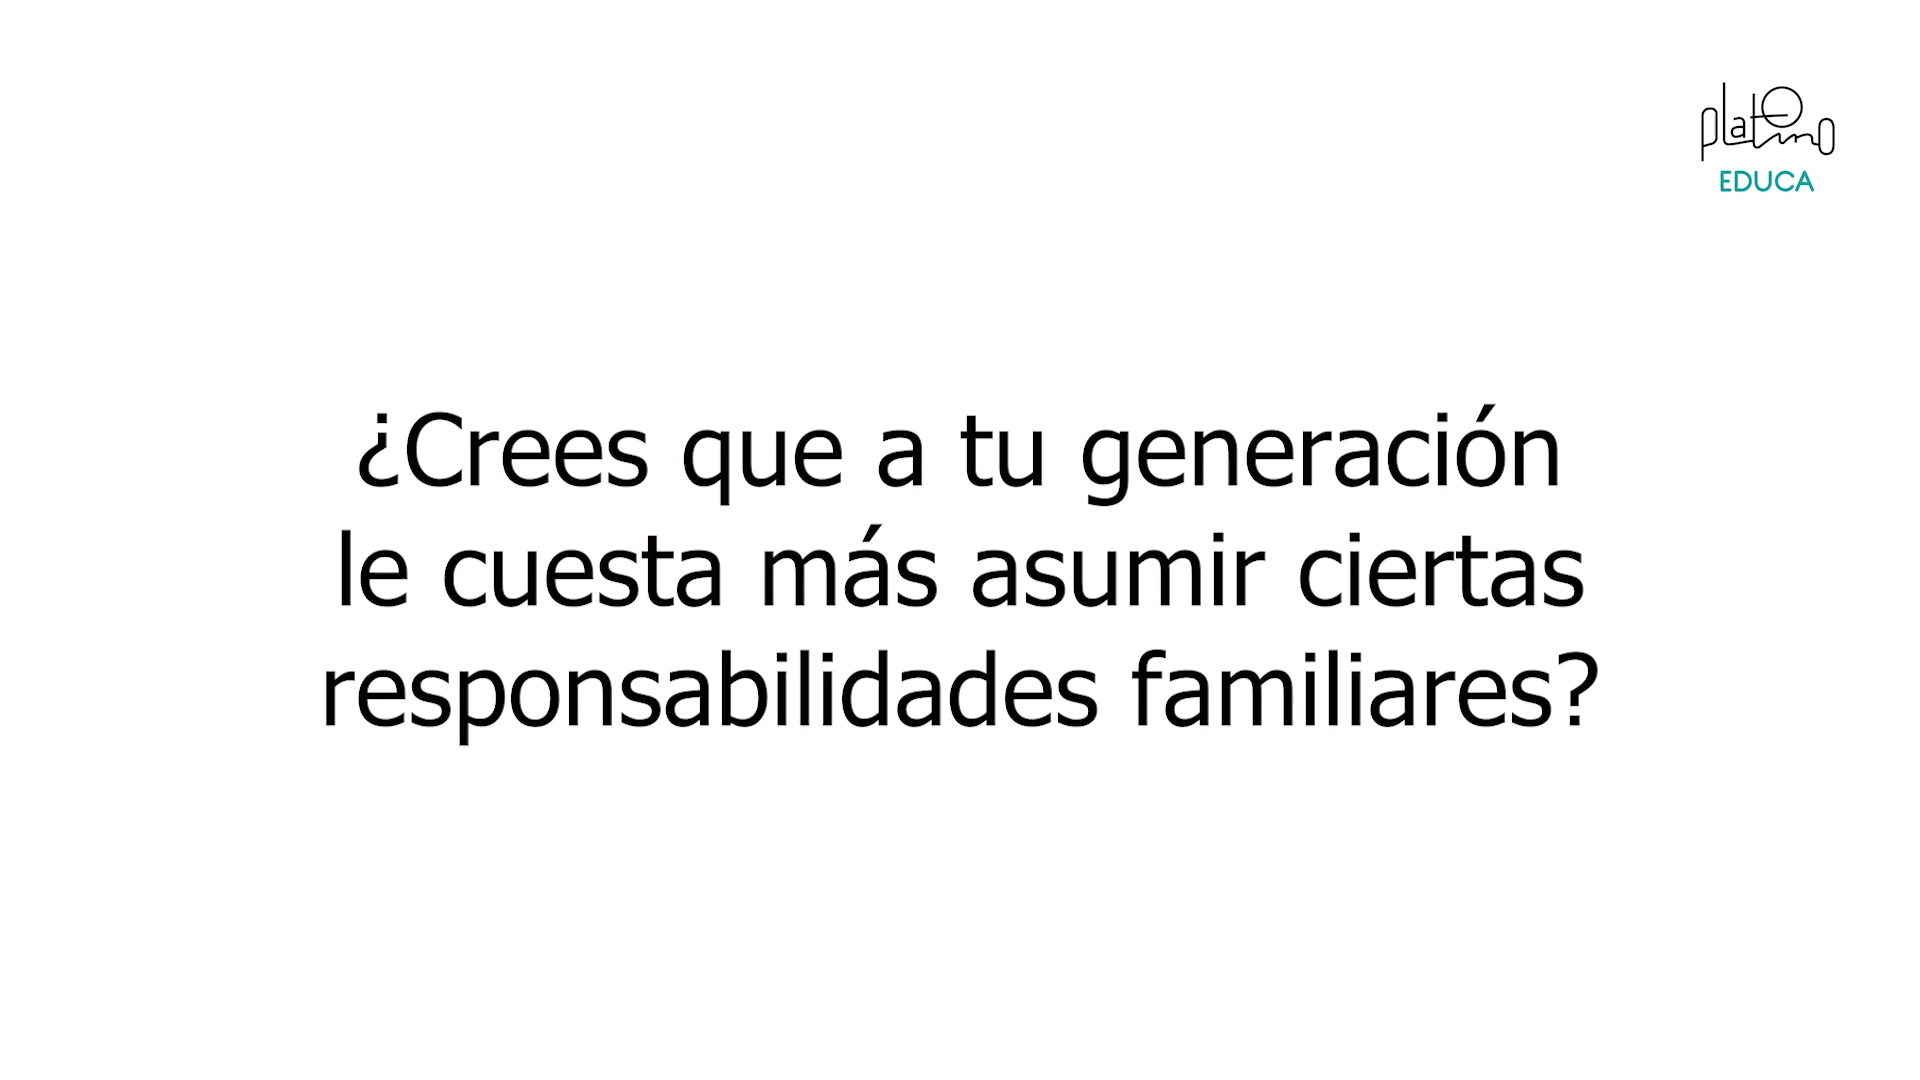 platino
EDUCA
¿Crees que a tu generación
le cuesta más asumir ciertas
responsabilidades familiares?